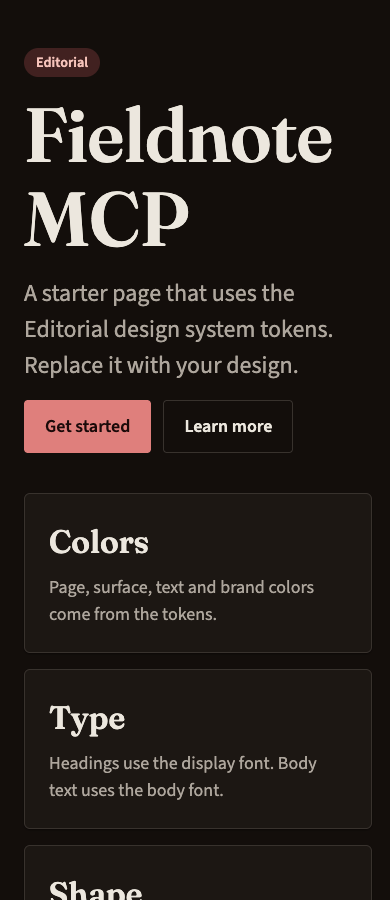 Editorial
Fieldnote
MCP
A starter page that uses the
Editorial design system tokens.
Replace it with your design.
Get started
Learn more
Colors
Page, surface, text and brand colors
come from the tokens.
Type
Headings use the display font. Body
text uses the body font.
Shape